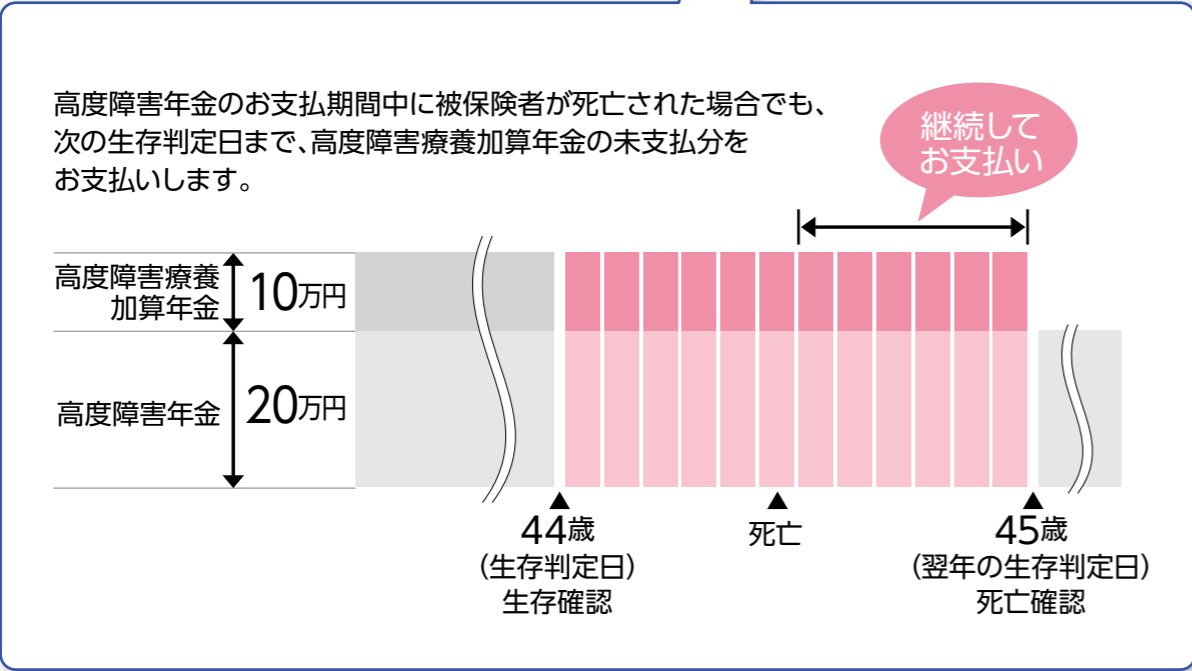 高度障害年金のお支払期間中に被保険者が死亡された場合でも、
次の生存判定日まで、高度障害療養加算年金の未支払分を
お支払いします。
継続して
お支払い
高度障害療養
加算年金
10万円
高度障害年金
20万円
44歳
(生存判定日)
生存確認
死亡
45歳
(翌年の生存判定日)
死亡確認